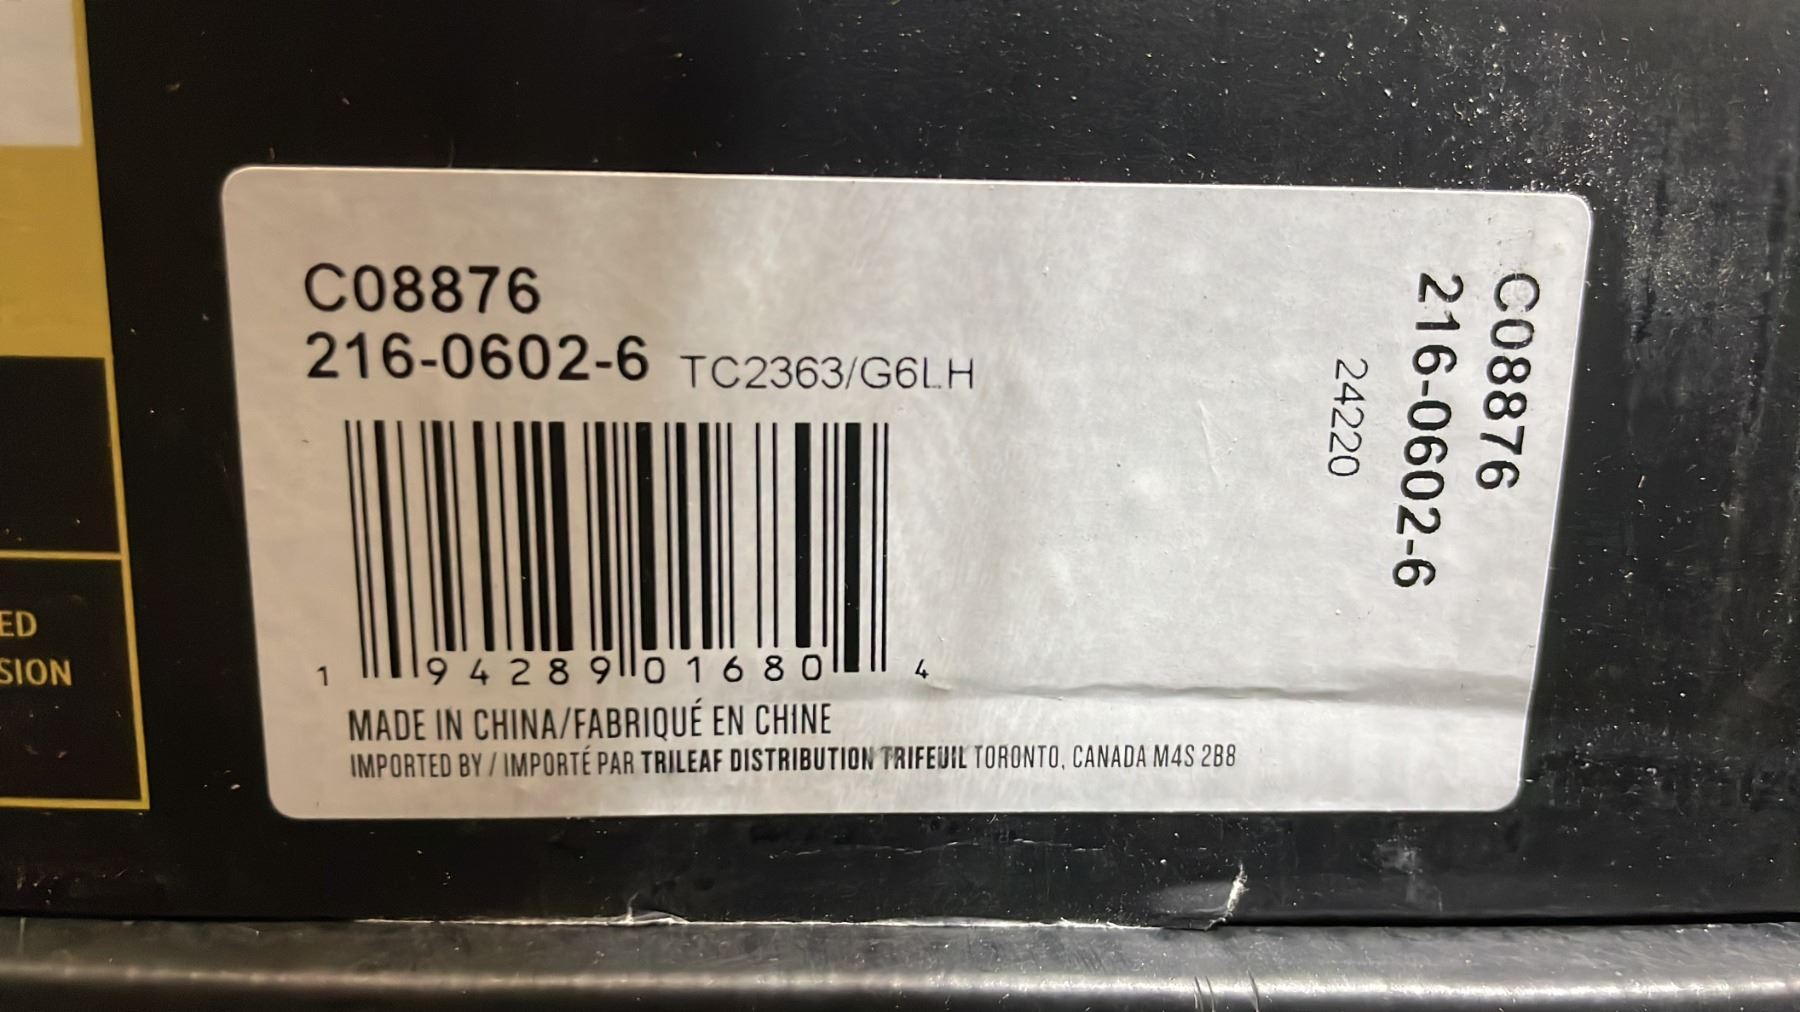 C08876
216-0602-6 TC2363/G6LH
1 94289 01680 4
MADE IN CHINA/FABRIQUÉ EN CHINE
IMPORTED BY / IMPORTÉ PAR TRILEAF DISTRIBUTION TRIFEUIL TORONTO, CANADA M4S 2B8
C08876
216-0602-6
24220
ED
SION